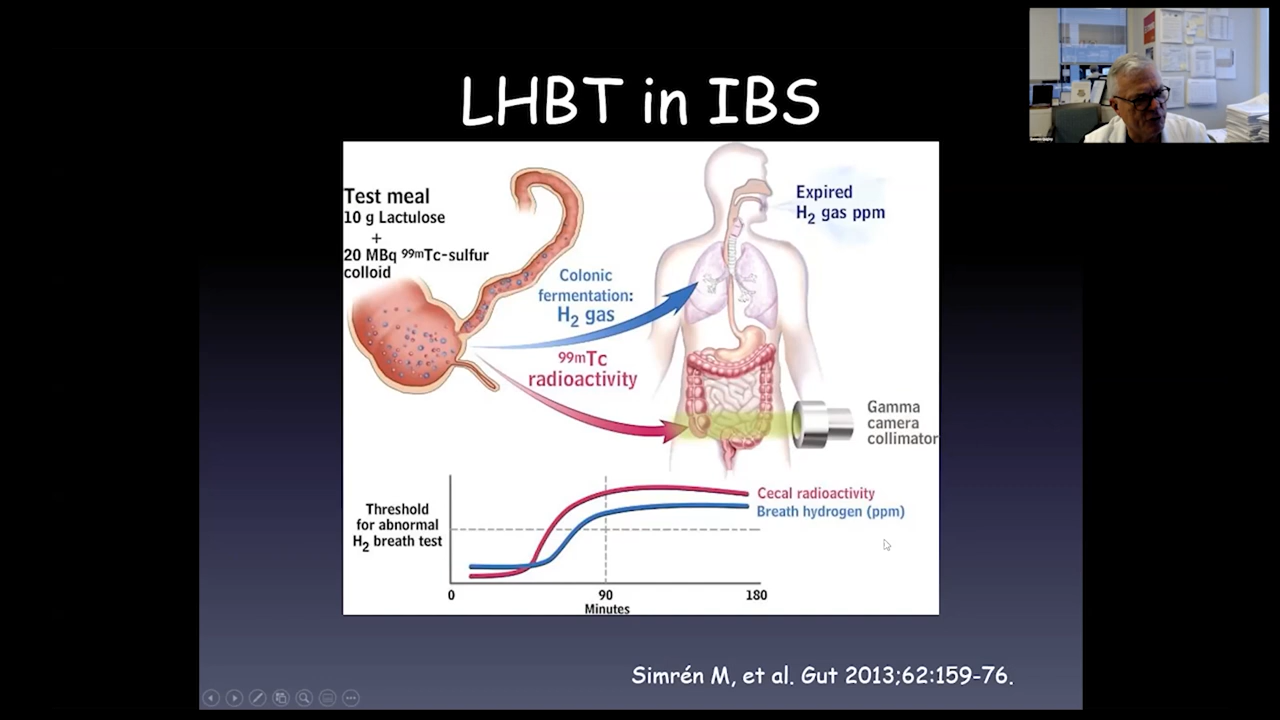 LHBT in IBS
Test meal
10 g Lactulose
+
20 MBq 99mTc-sulfur
colloid
Colonic
fermentation:
H₂ gas
99mTc
radioactivity
Expired
H₂ gas ppm
Gamma
camera
collimator
Threshold
for abnormal
H₂ breath test
Cecal radioactivity
Breath hydrogen (ppm)
0
90
180
Minutes
Simrén M, et al. Gut 2013;62:159-76.